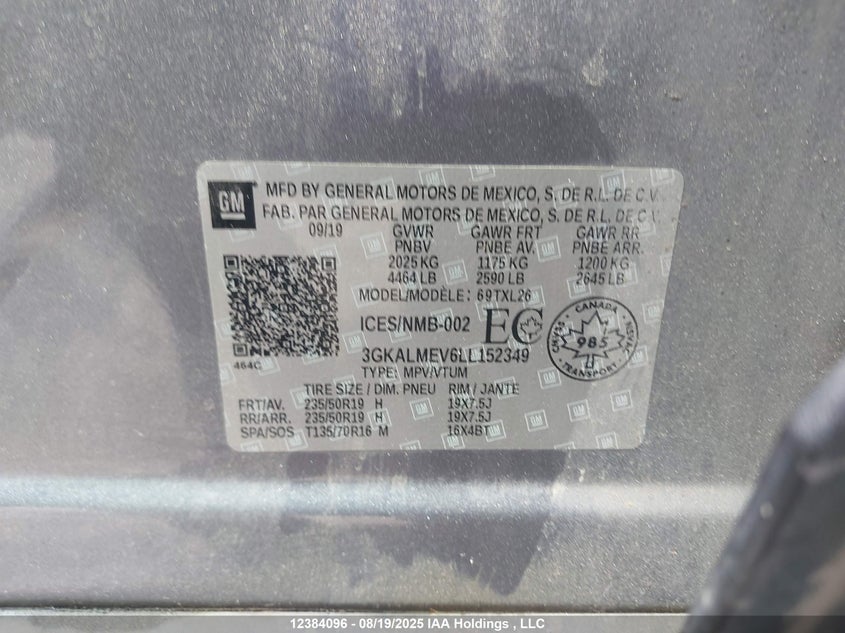 GM MFD BY GENERAL MOTORS DE MEXICO, S. DE R.L. DE C.V.
FAB. PAR GENERAL MOTORS DE MEXICO, S. DE R.L. DE C.V.
09/19 GVWR GAWR FRT GAWR RR
PNBV PNBE AV. PNBE ARR.
2025 KG 1175 KG 1200 KG
4464 LB 2590 LB 2645 LB
MODEL/MODÈLE: 69TXL26
ICES/NMB-002 EC
CANADA
CMVSS NSVAC
985
TRANSPORT
464C
3GKALMEV6LL152349
TYPE: MPV/VTUM
TIRE SIZE / DIM. PNEU RIM / JANTE
FRT/AV. 235/50R19 H 19X7.5J
RR/ARR. 235/50R19 H 19X7.5J
SPA/SOS T135/70R16 M 16X4BT
12384096 - 08/19/2025 IAA Holdings , LLC